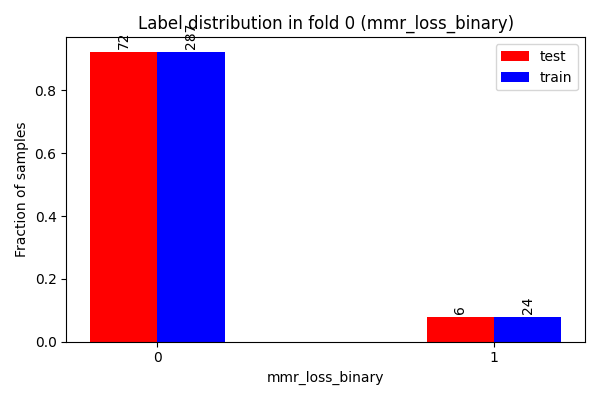 Label distribution in fold 0 (mmr_loss_binary)
72
287
6
24
test
train
Fraction of samples
0.8
0.6
0.4
0.2
0.0
0
1
mmr_loss_binary